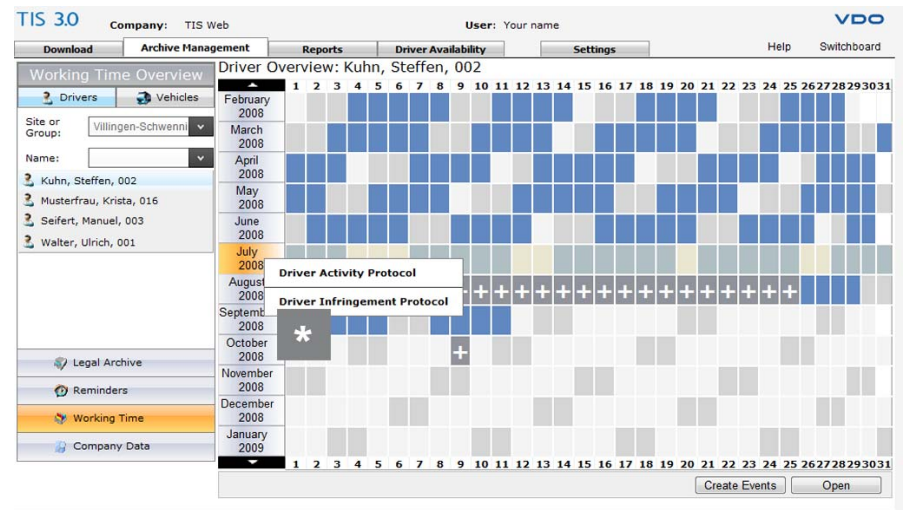 TIS 3.0 Company: TIS Web User: Your name VDO
Download Archive Management Reports Driver Availability Settings Help Switchboard
Working Time Overview
Drivers Vehicles
Site or Group: Villingen-Schwenni
Name:
Kuhn, Steffen, 002
Musterfrau, Krista, 016
Seifert, Manuel, 003
Walter, Ulrich, 001
Legal Archive
Reminders
Working Time
Company Data
Driver Overview: Kuhn, Steffen, 002
1 2 3 4 5 6 7 8 9 10 11 12 13 14 15 16 17 18 19 20 21 22 23 24 25 26 27 28 29 30 31
February
2008
March
2008
April
2008
May
2008
June
2008
July
2008
Driver Activity Protocol
August
2008
+ + + + + + + + + + + + + + + +
Driver Infringement Protocol
Septemb
2008
*
October
2008
+
November
2008
December
2008
January
2009
1 2 3 4 5 6 7 8 9 10 11 12 13 14 15 16 17 18 19 20 21 22 23 24 25 26 27 28 29 30 31
Create Events Open